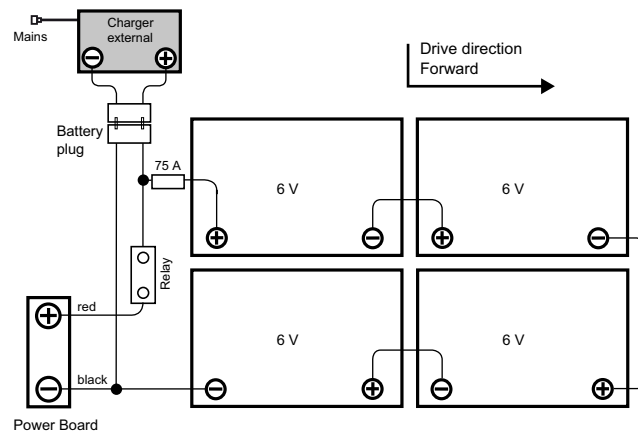 Charger
external
Mains
Drive direction
Forward
Battery
plug
75 A
6 V
6 V
Relay
red
6 V
6 V
black
Power Board